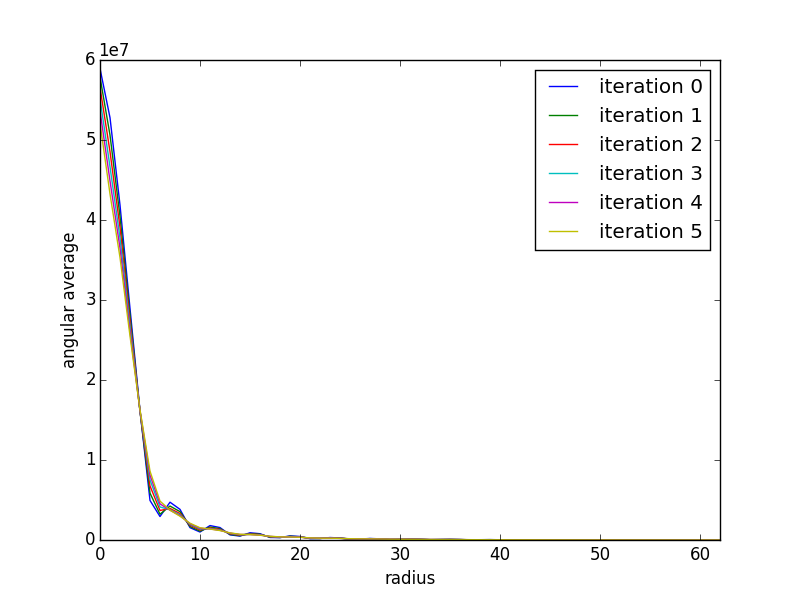 1e7
6
5
4
3
2
1
0
angular average
0 10 20 30 40 50 60
radius
iteration 0
iteration 1
iteration 2
iteration 3
iteration 4
iteration 5